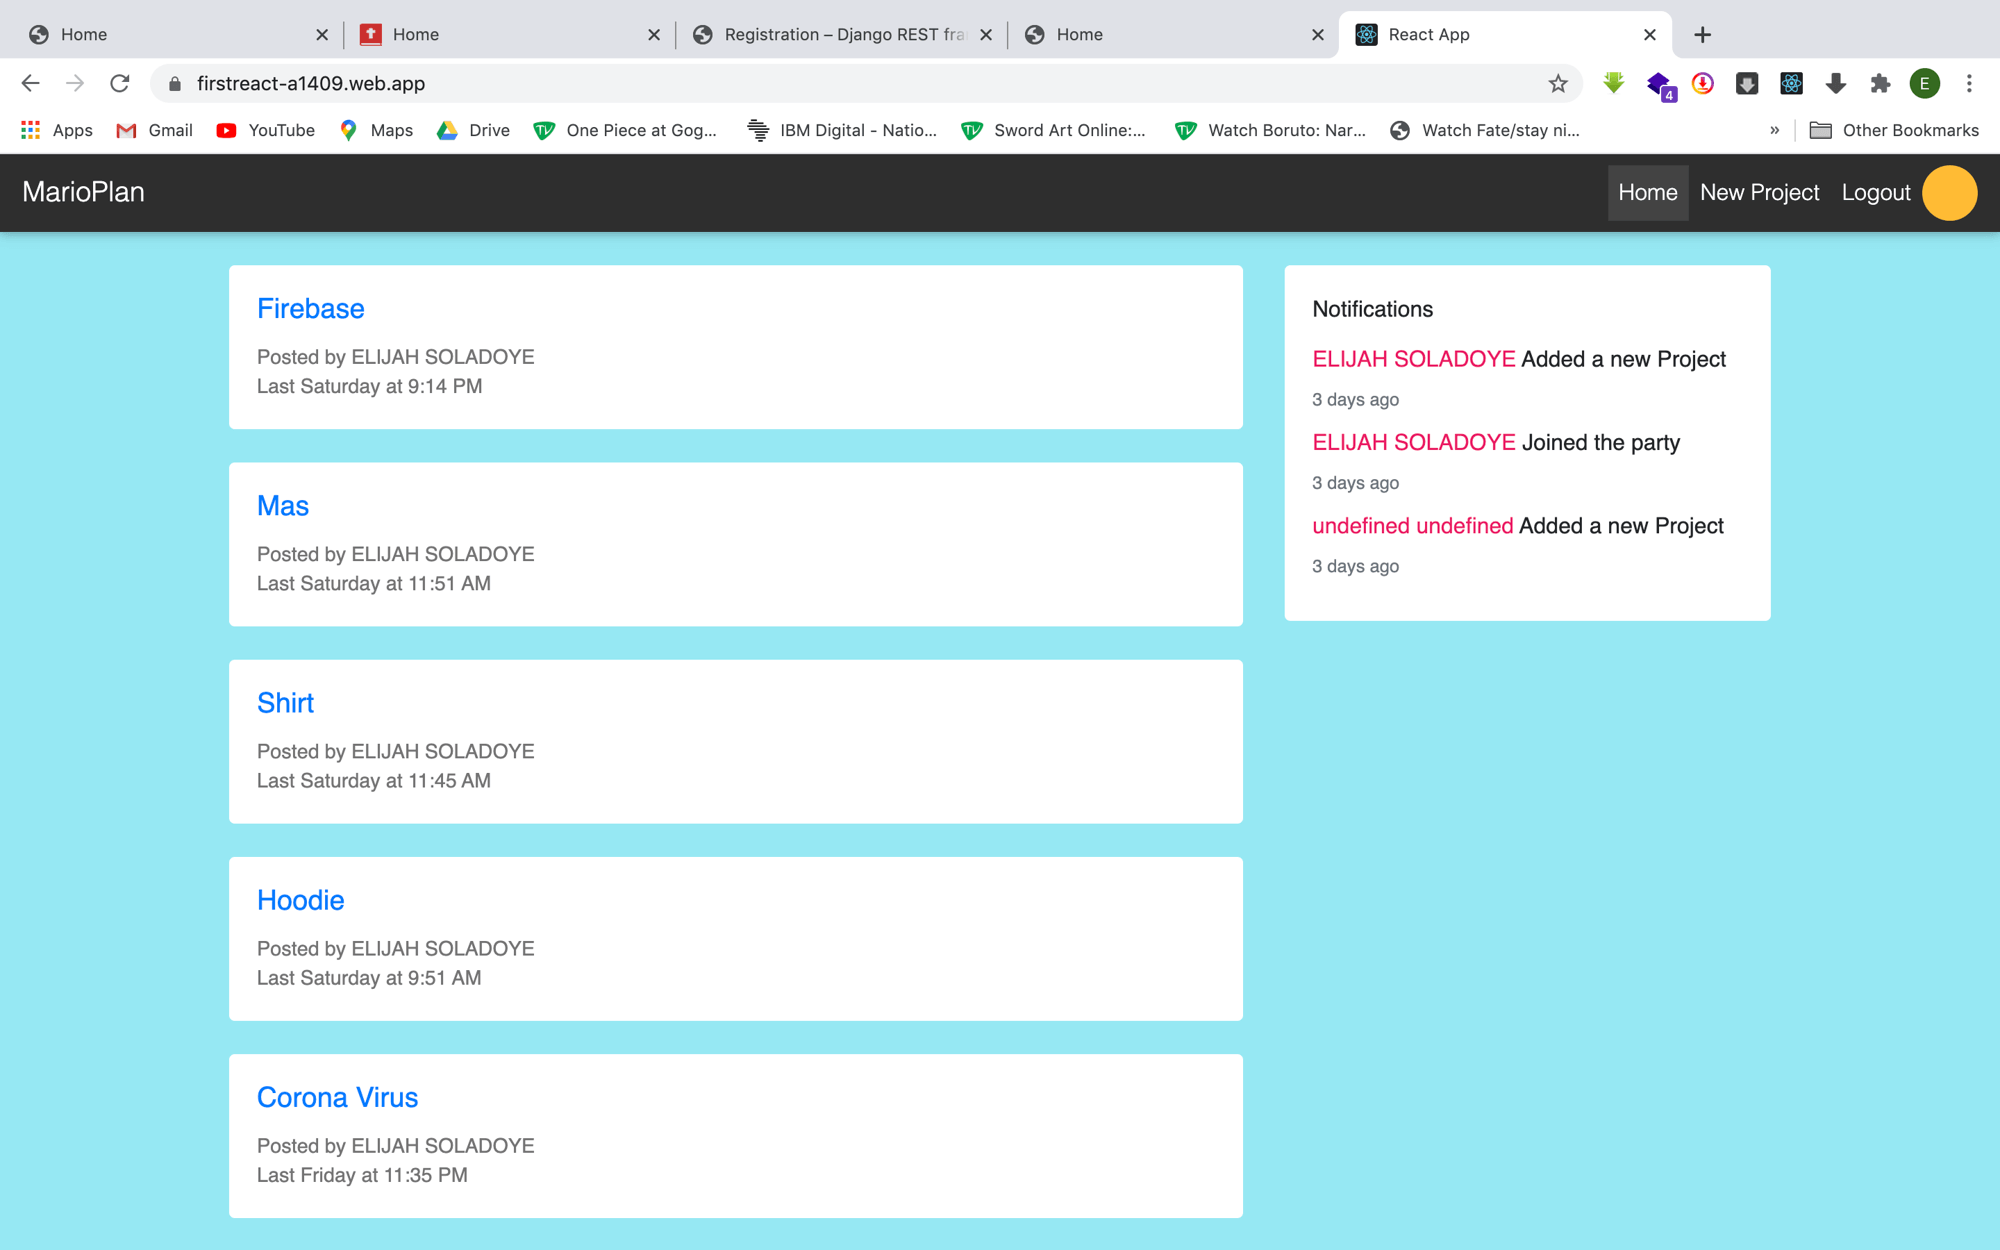 Home
Home
Registration – Django REST fra
Home
React App
firstreact-a1409.web.app
4
E
Apps
Gmail
YouTube
Maps
Drive
One Piece at Gog...
IBM Digital - Natio...
Sword Art Online:...
Watch Boruto: Nar...
Watch Fate/stay ni...
»
Other Bookmarks
MarioPlan
Home
New Project
Logout
Firebase
Posted by ELIJAH SOLADOYE
Last Saturday at 9:14 PM
Mas
Posted by ELIJAH SOLADOYE
Last Saturday at 11:51 AM
Shirt
Posted by ELIJAH SOLADOYE
Last Saturday at 11:45 AM
Hoodie
Posted by ELIJAH SOLADOYE
Last Saturday at 9:51 AM
Corona Virus
Posted by ELIJAH SOLADOYE
Last Friday at 11:35 PM
Notifications
ELIJAH SOLADOYE Added a new Project
3 days ago
ELIJAH SOLADOYE Joined the party
3 days ago
undefined undefined Added a new Project
3 days ago